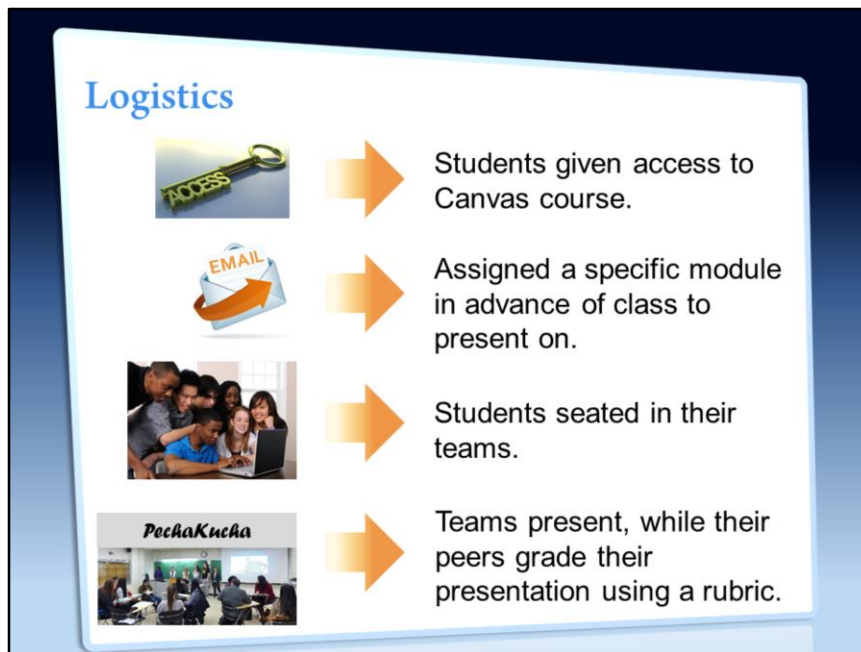 Logistics
ACCESS
Students given access to
Canvas course.
EMAIL
Assigned a specific module
in advance of class to
present on.
Students seated in their
teams.
PechaKucha
Teams present, while their
peers grade their
presentation using a rubric.